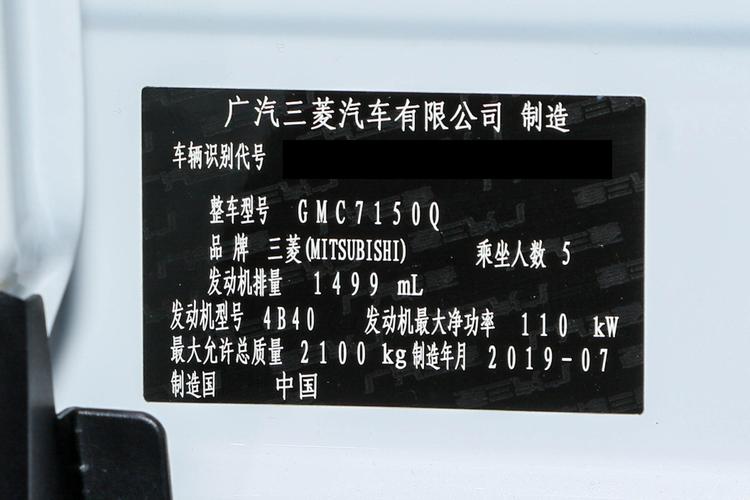 广汽三菱汽车有限公司 制造
车辆识别代号
整车型号 GMC7150Q
品牌 三菱(MITSUBISHI) 乘坐人数 5
发动机排量 1499 mL
发动机型号 4B40 发动机最大净功率 110 kW
最大允许总质量 2100 kg 制造年月 2019-07
制造国 中国